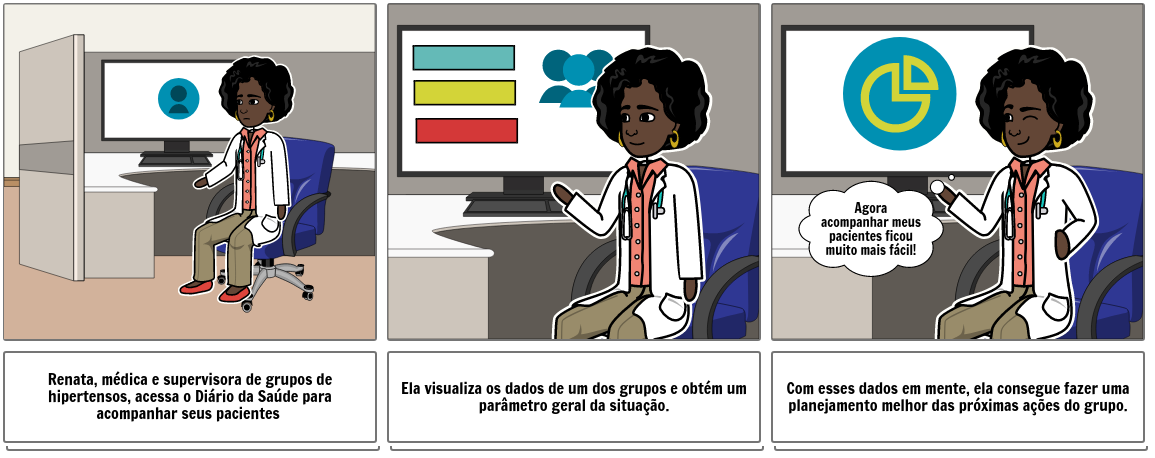 Agora
acompanhar meus
pacientes ficou
muito mais fácil!
Renata, médica e supervisora de grupos de
hipertensos, acessa o Diário da Saúde para
acompanhar seus pacientes
Ela visualiza os dados de um dos grupos e obtém um
parâmetro geral da situação.
Com esses dados em mente, ela consegue fazer uma
planejamento melhor das próximas ações do grupo.